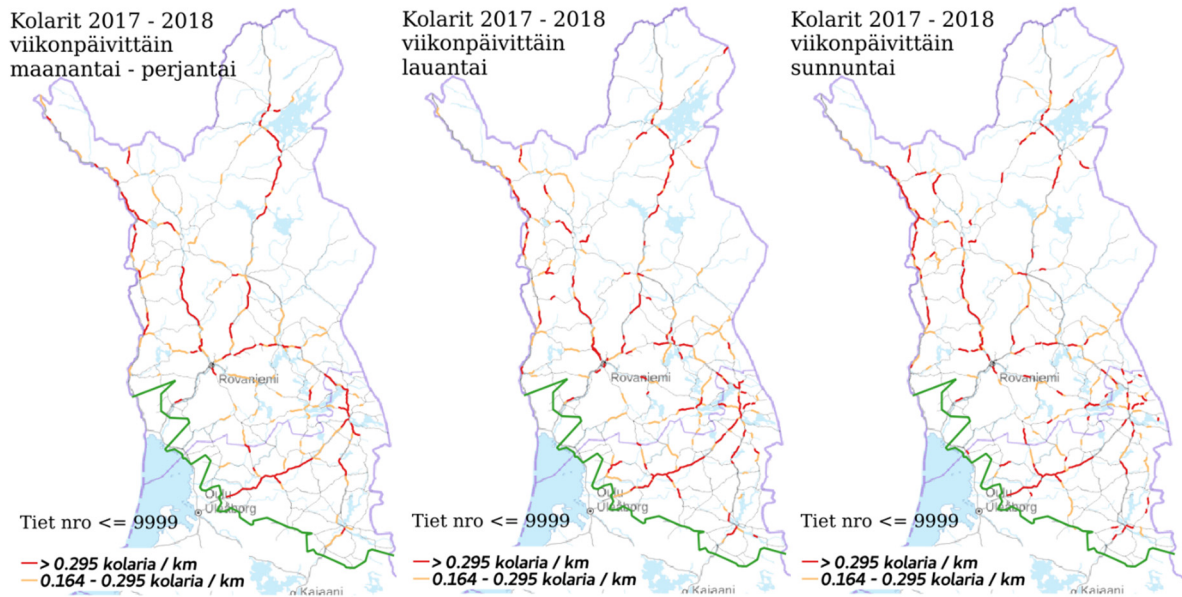 Kolarit 2017 - 2018
viikonpäivittäin
maanantai - perjantai
Rovaniemi
Oulu
Uleåborg
Tiet nro <= 9999
> 0.295 kolaria / km
0.164 - 0.295 kolaria / km
Kajaani
Kolarit 2017 - 2018
viikonpäivittäin
lauantai
Rovaniemi
Oulu
Uleåborg
Tiet nro <= 9999
> 0.295 kolaria / km
0.164 - 0.295 kolaria / km
Kajaani
Kolarit 2017 - 2018
viikonpäivittäin
sunnuntai
Rovaniemi
Oulu
Uleåborg
Tiet nro <= 9999
> 0.295 kolaria / km
0.164 - 0.295 kolaria / km
Kajaani